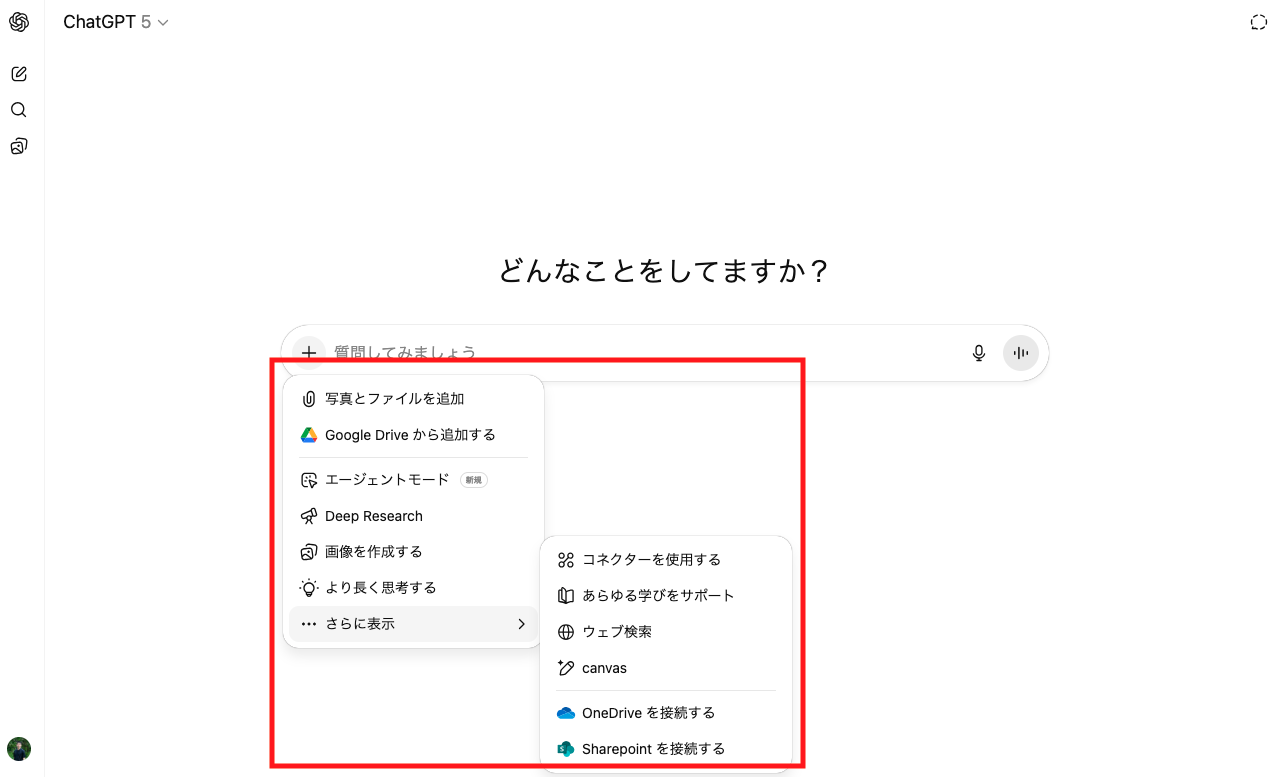 ChatGPT 5
どんなことをしてますか？
質問してみましょう
写真とファイルを追加
Google Drive から追加する
エージェントモード 新規
Deep Research
画像を作成する
より長く思考する
さらに表示
コネクターを使用する
あらゆる学びをサポート
ウェブ検索
canvas
OneDrive を接続する
Sharepoint を接続する